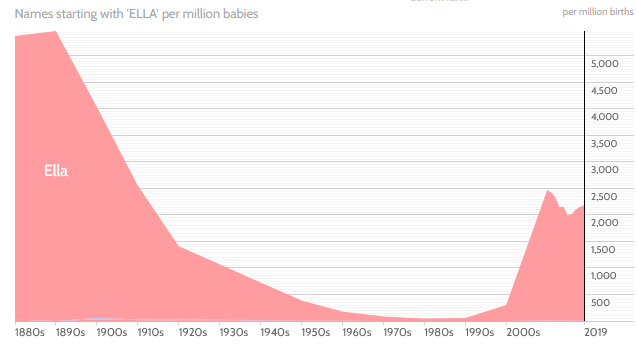 Names starting with 'ELLA' per million babies
per million births
5,000
4,500
4,000
3,500
3,000
2,500
2,000
1,500
1,000
500
Ella
1880s 1890s 1900s 1910s 1920s 1930s 1940s 1950s 1960s 1970s 1980s 1990s 2000s 2019